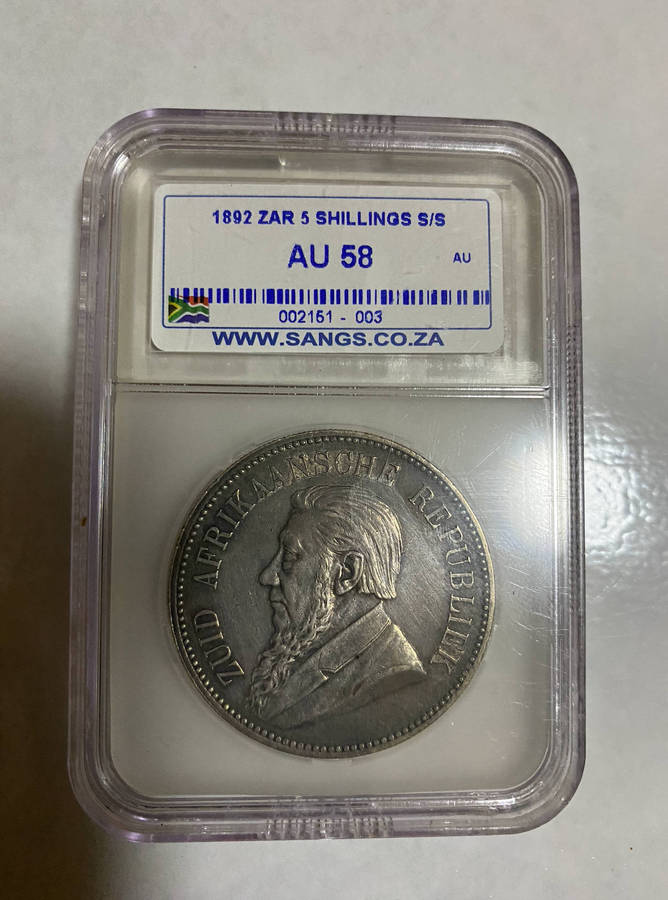 1892 ZAR 5 SHILLINGS S/S
AU 58
AU
002151 - 003
WWW.SANGS.CO.ZA
ZUID AFRIKAANSCHE REPUBLIEK